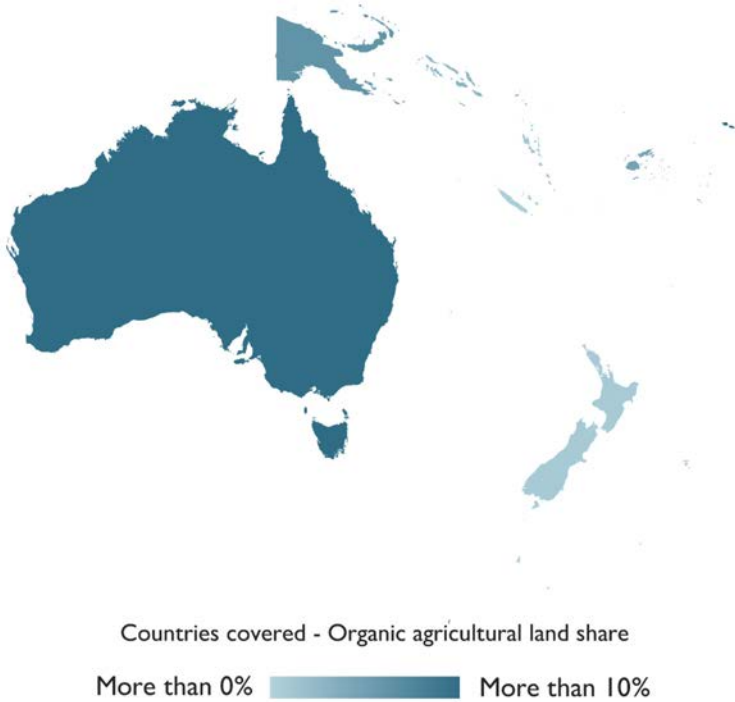 Countries covered - Organic agricultural land share
More than 0% More than 10%